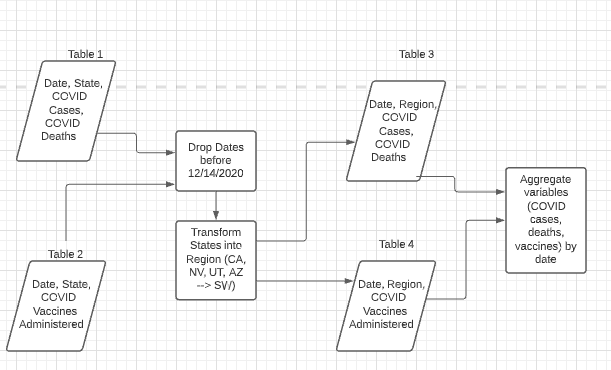 Table 1
Date, State,
COVID
Cases,
COVID
Deaths
Table 2
Date, State,
COVID
Vaccines
Administered
Drop Dates
before
12/14/2020
Transform
States into
Region (CA,
NV, UT, AZ
--> SW)
Table 3
Date, Region,
COVID
Cases,
COVID
Deaths
Table 4
Date, Region,
COVID
Vaccines
Administered
Aggregate
variables
(COVID
cases,
deaths,
vaccines) by
date